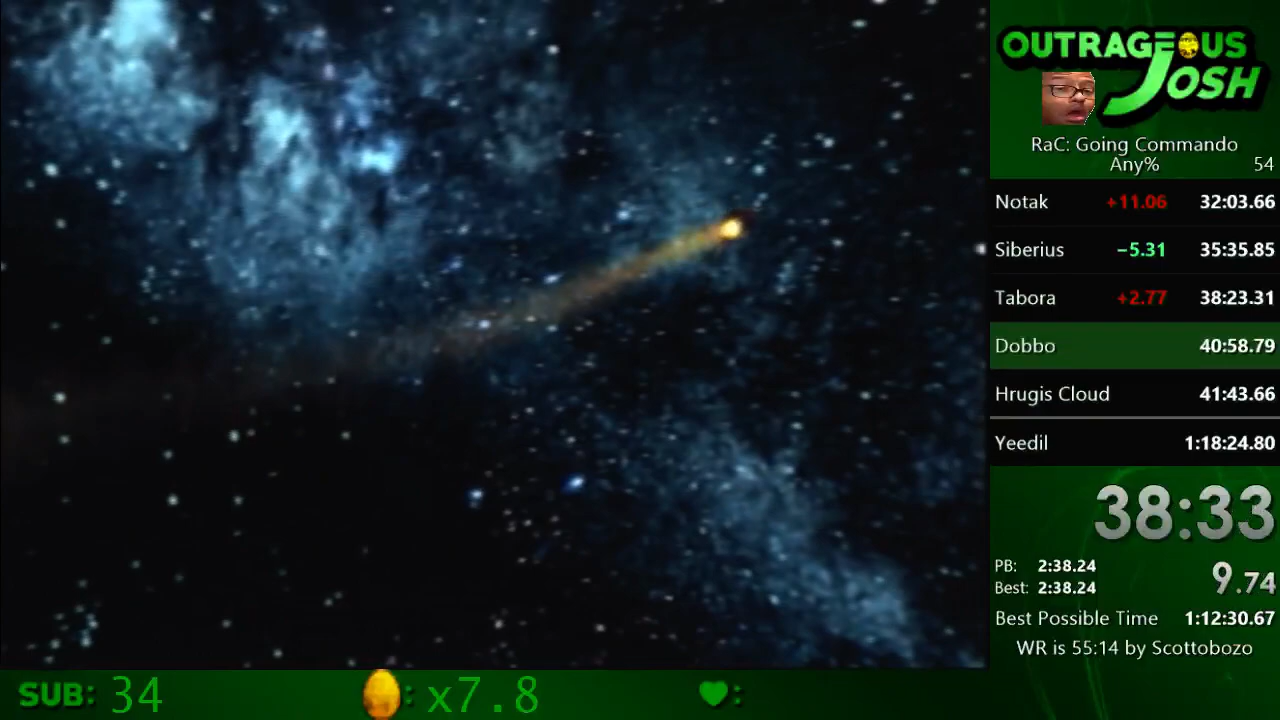 OUTRAGEOUS
JOSH
RaC: Going Commando
Any% 54
Notak +11.06 32:03.66
Siberius −5.31 35:35.85
Tabora +2.77 38:23.31
Dobbo 40:58.79
Hrugis Cloud 41:43.66
Yeedil 1:18:24.80
38:33
PB: 2:38.24
9.74
Best: 2:38.24
Best Possible Time 1:12:30.67
WR is 55:14 by Scottobozo
SUB: 34 : x7.8 :